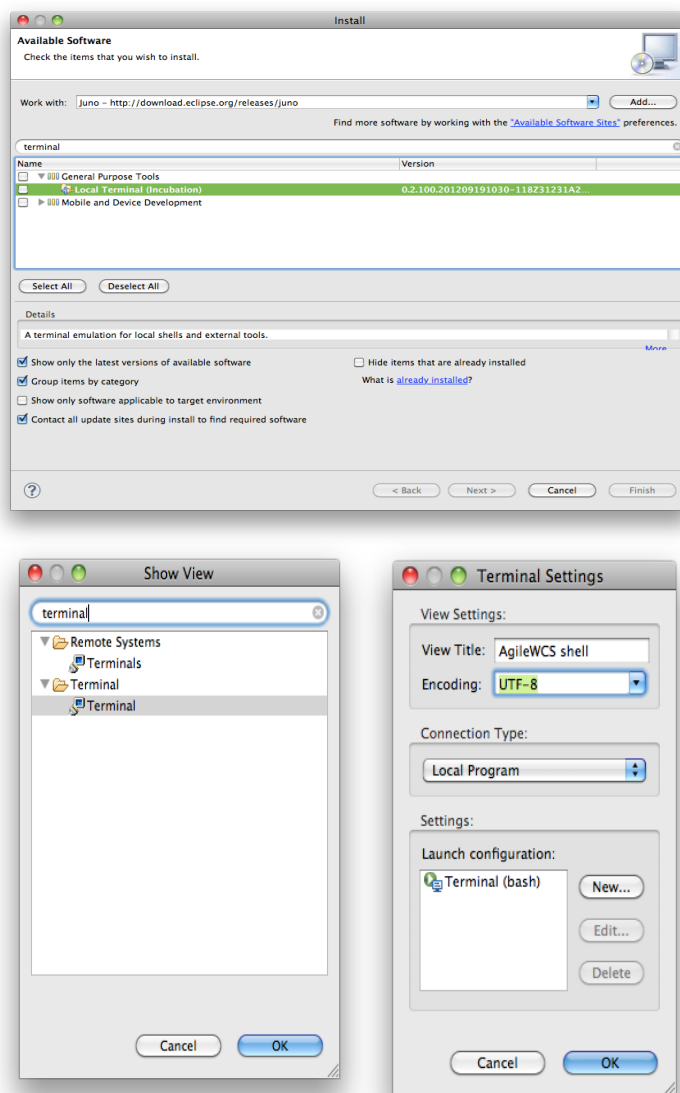 Install
Available Software
Check the items that you wish to install.
Work with: Juno – http://download.eclipse.org/releases/juno Add...
Find more software by working with the "Available Software Sites" preferences.
terminal
Name Version
General Purpose Tools
Local Terminal (Incubation) 0.2.100.201209191030-118Z31231A2...
Mobile and Device Development
Select All Deselect All
Details
A terminal emulation for local shells and external tools.
More
Show only the latest versions of available software Hide items that are already installed
Group items by category What is already installed?
Show only software applicable to target environment
Contact all update sites during install to find required software
? < Back Next > Cancel Finish
Show View
terminal
Remote Systems
Terminals
Terminal
Terminal
Cancel OK
Terminal Settings
View Settings:
View Title: AgileWCS shell
Encoding: UTF-8
Connection Type:
Local Program
Settings:
Launch configuration:
Terminal (bash) New...
Edit...
Delete
Cancel OK